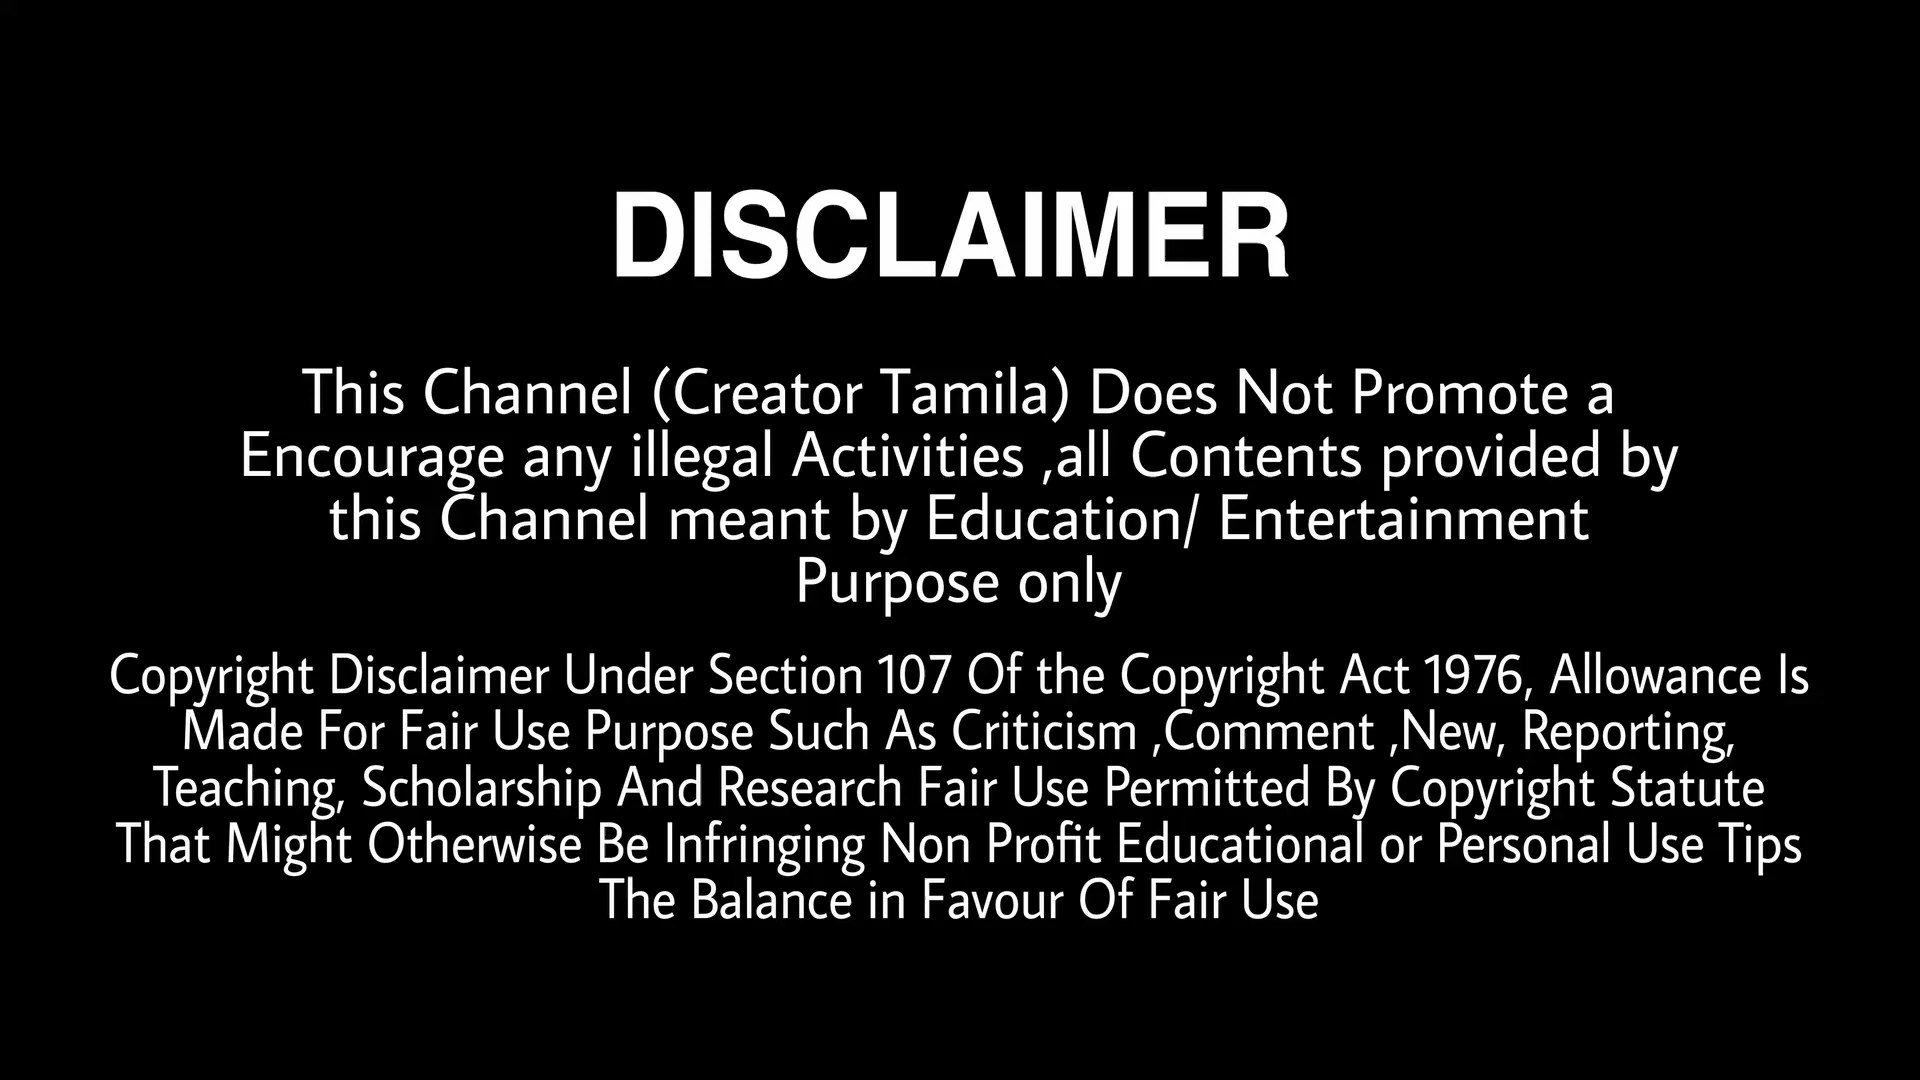 DISCLAIMER
This Channel (Creator Tamila) Does Not Promote a
Encourage any illegal Activities ,all Contents provided by
this Channel meant by Education/ Entertainment
Purpose only
Copyright Disclaimer Under Section 107 Of the Copyright Act 1976, Allowance Is
Made For Fair Use Purpose Such As Criticism ,Comment ,New, Reporting,
Teaching, Scholarship And Research Fair Use Permitted By Copyright Statute
That Might Otherwise Be Infringing Non Profit Educational or Personal Use Tips
The Balance in Favour Of Fair Use